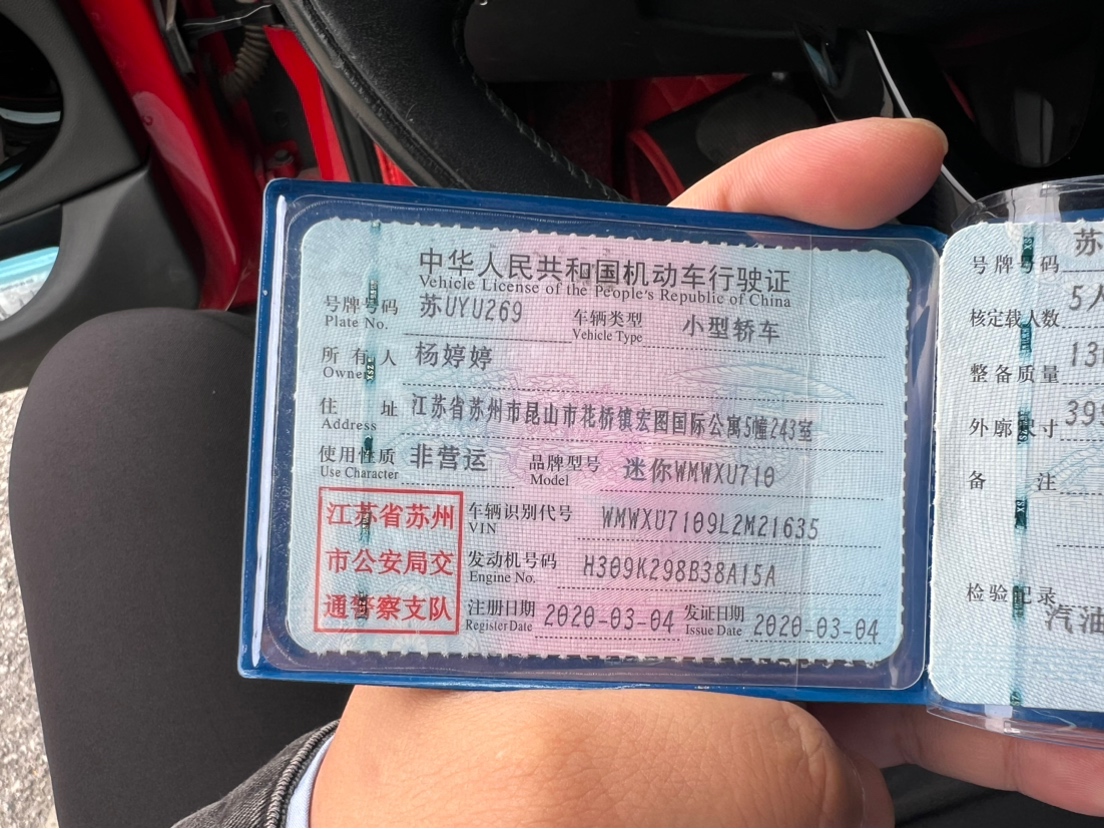 中华人民共和国机动车行驶证
Vehicle License of the People's Republic of China
号牌号码 苏UYU269 车辆类型 小型轿车
Plate No. Vehicle Type
所有人 杨婷婷
Owner
住址 江苏省苏州市昆山市花桥镇宏图国际公寓5幢243室
Address
使用性质 非营运 品牌型号 迷你WMWXU710
Use Character Model
江苏省苏州
市公安局交
通警察支队
车辆识别代号 WMWXU7109L2M21635
VIN
发动机号码 H309K298B38A15A
Engine No.
注册日期 2020-03-04 发证日期 2020-03-04
Register Date Issue Date
号牌号码 苏
核定载人数 5人
整备质量 13
外廓尺寸 399
备注
检验记录
汽油